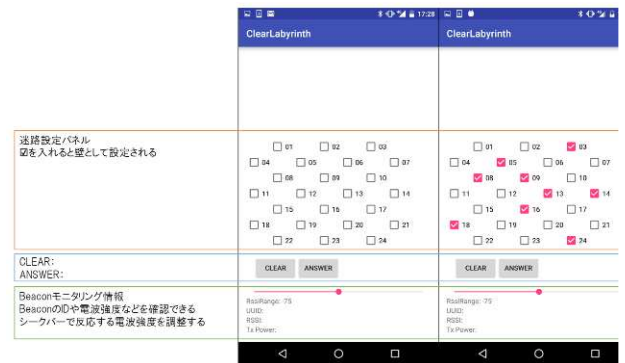 17:28
ClearLabyrinth
ClearLabyrinth
迷路設定パネル
☑を入れると壁として設定される
01 02 03
04 05 06 07
08 09 10
11 12 13 14
15 16 17
18 19 20 21
22 23 24
01 02 03
04 05 06 07
08 09 10
11 12 13 14
15 16 17
18 19 20 21
22 23 24
CLEAR:
ANSWER:
CLEAR ANSWER
CLEAR ANSWER
Beaconモニタリング情報
BeaconのIDや電波強度などを確認できる
シークバーで反応する電波強度を調整する
RssiRange: -75
UUID:
RSSI:
Tx Power:
RssiRange: -75
UUID:
RSSI:
Tx Power: